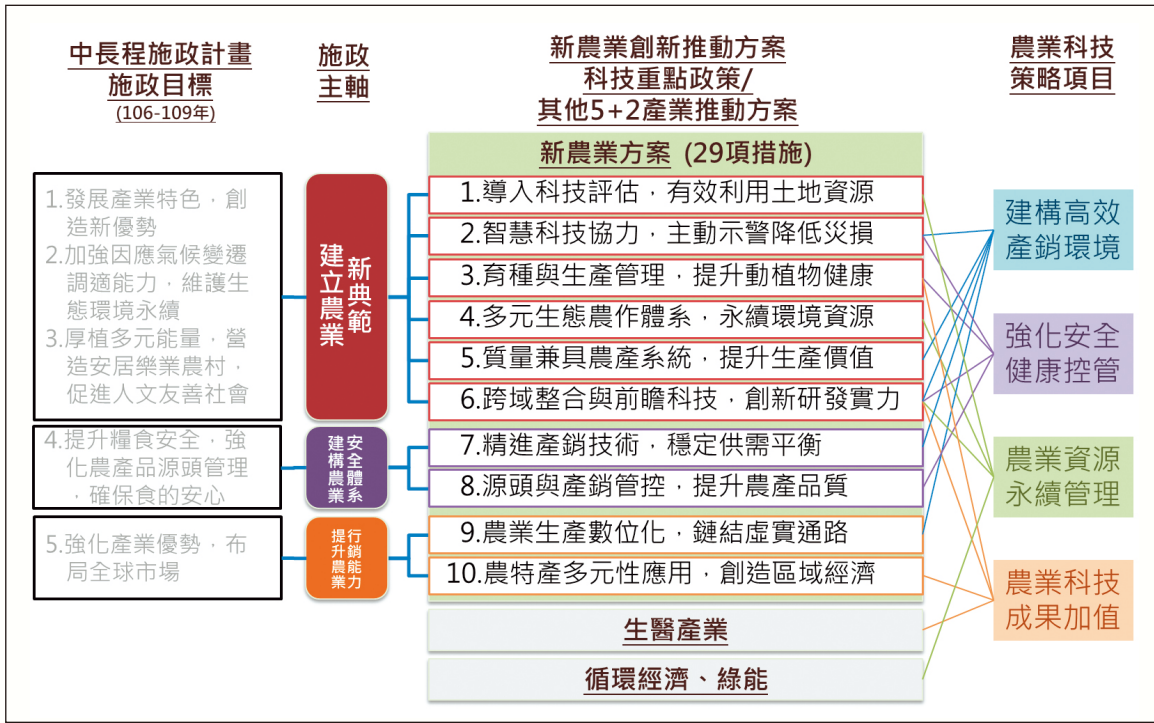 中長程施政計畫
施政目標
(106-109年)
施政
主軸
新農業創新推動方案
科技重點政策/
其他5+2產業推動方案
農業科技
策略項目
新農業方案 (29項措施)
1.發展產業特色，創
造新優勢
2.加強因應氣候變遷
調適能力，維護生
態環境永續
3.厚植多元能量，營
造安居樂業農村，
促進人文友善社會
建立農業
新典範
1.導入科技評估，有效利用土地資源
2.智慧科技協力，主動示警降低災損
3.育種與生產管理，提升動植物健康
4.多元生態農作體系，永續環境資源
5.質量兼具農產系統，提升生產價值
6.跨域整合與前瞻科技，創新研發實力
4.提升糧食安全，強
化農產品源頭管理
，確保食的安心
建構農業
安全體系
7.精進產銷技術，穩定供需平衡
8.源頭與產銷管控，提升農產品質
5.強化產業優勢，布
局全球市場
提升農業
行銷能力
9.農業生產數位化，鏈結虛實通路
10.農特產多元性應用，創造區域經濟
生醫產業
循環經濟、綠能
建構高效
產銷環境
強化安全
健康控管
農業資源
永續管理
農業科技
成果加值